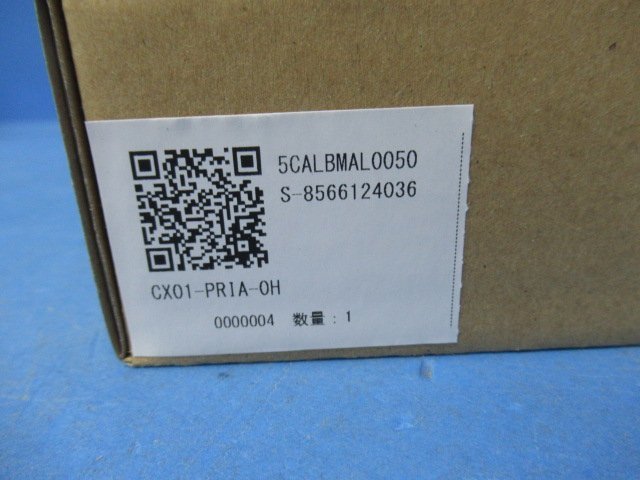 5CALBMAL0050
S-8566124036
CX01-PRIA-OH
0000004 数量:1